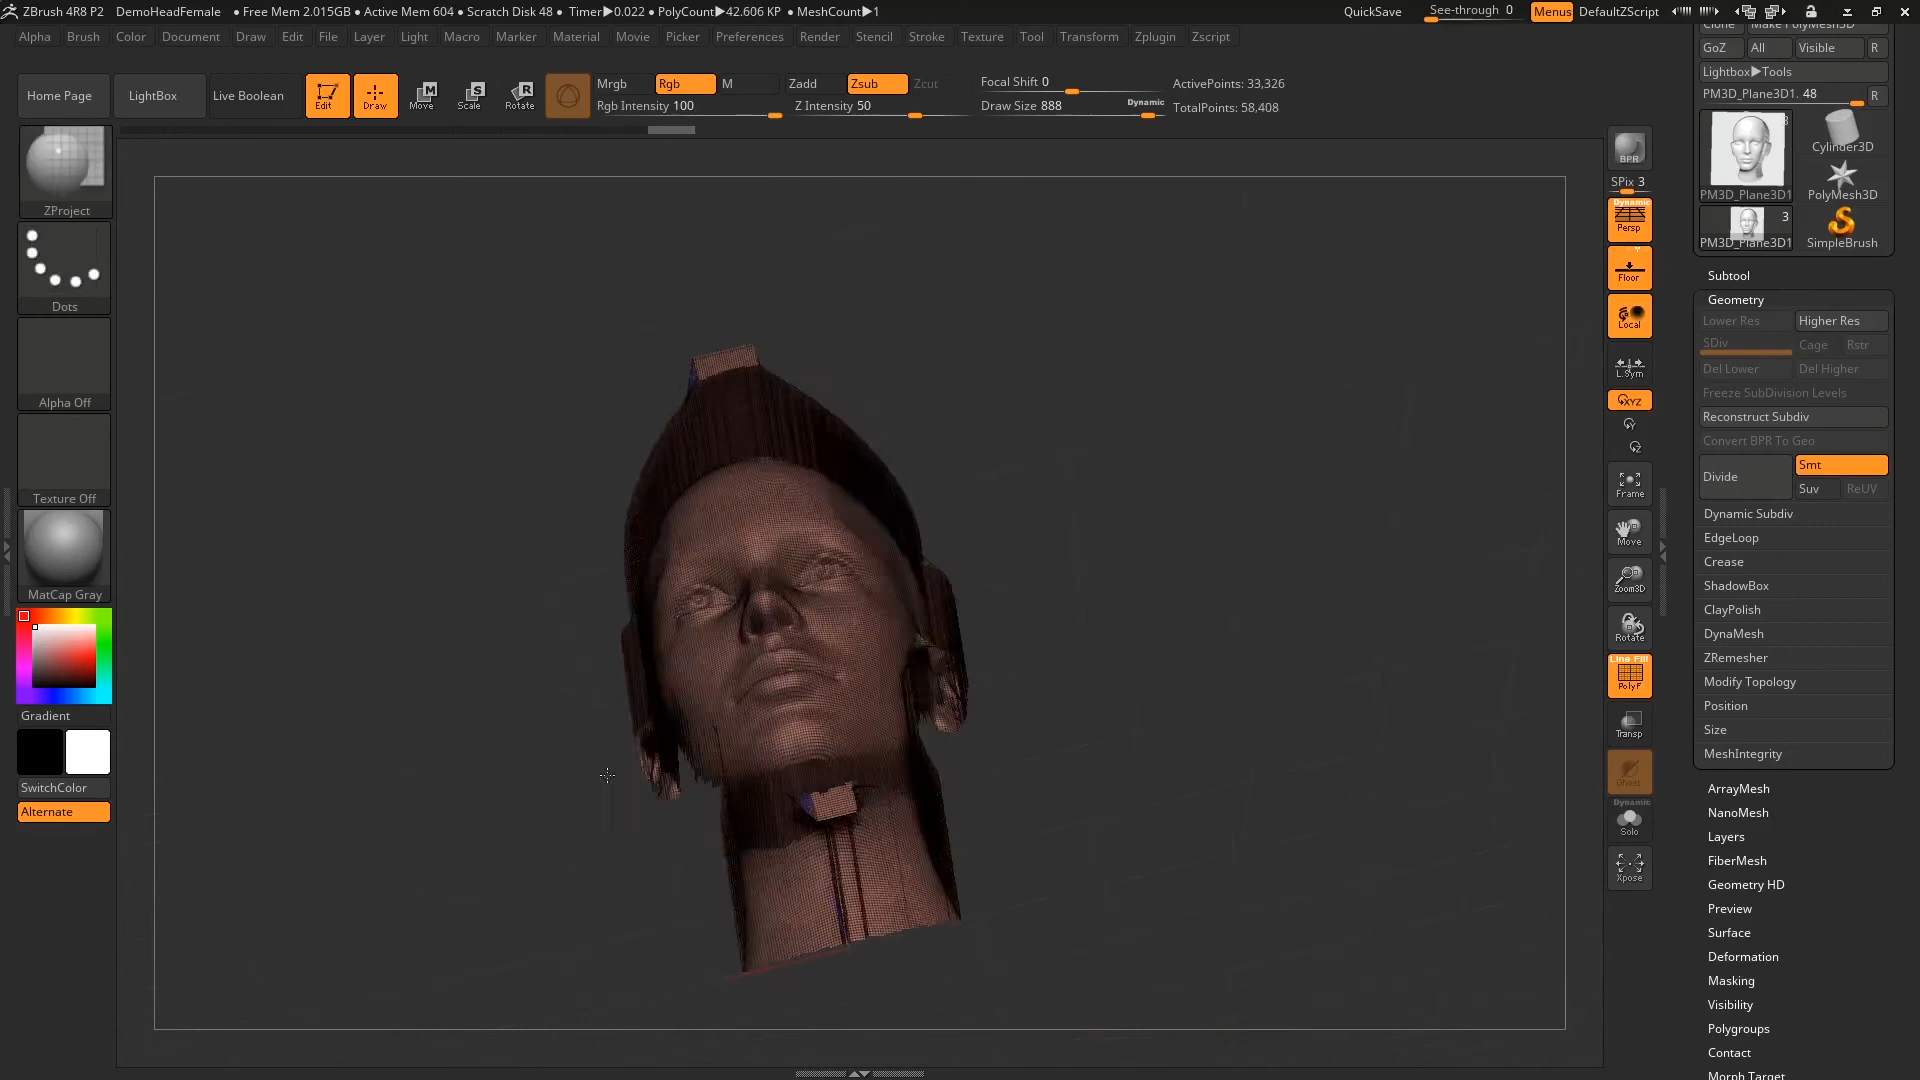 ZBrush 4R8 P2 DemoHeadFemale • Free Mem 2.015GB • Active Mem 604 • Scratch Disk 48 • Timer▶0.022 • PolyCount▶42.606 KP • MeshCount▶1 QuickSave See-through 0 Menus DefaultZScript
Alpha Brush Color Document Draw Edit File Layer Light Macro Marker Material Movie Picker Preferences Render Stencil Stroke Texture Tool Transform Zplugin Zscript
Home Page LightBox Live Boolean Edit Draw Move Scale Rotate
Mrgb Rgb M Zadd Zsub Zcut Focal Shift 0 ActivePoints: 33,326
Rgb Intensity 100 Z Intensity 50 Draw Size 888 Dynamic TotalPoints: 58,408
ZProject
Dots
Alpha Off
Texture Off
MatCap Gray
Gradient
SwitchColor
Alternate
BPR
SPix 3
Dynamic
Persp
Floor
Local
L.Sym
XYZ
Y
Z
Frame
Move
Zoom3D
Rotate
Line Fill
PolyF
Transp
Ghost
Dynamic
Solo
Xpose
Clone Make PolyMesh3D
GoZ All Visible R
Lightbox▶Tools
PM3D_Plane3D1. 48 R
Cylinder3D
PM3D_Plane3D1 PolyMesh3D
3
PM3D_Plane3D1 SimpleBrush
Subtool
Geometry
Lower Res Higher Res
SDiv Cage Rstr
Del Lower Del Higher
Freeze SubDivision Levels
Reconstruct Subdiv
Convert BPR To Geo
Divide Smt
Suv ReUV
Dynamic Subdiv
EdgeLoop
Crease
ShadowBox
ClayPolish
DynaMesh
ZRemesher
Modify Topology
Position
Size
MeshIntegrity
ArrayMesh
NanoMesh
Layers
FiberMesh
Geometry HD
Preview
Surface
Deformation
Masking
Visibility
Polygroups
Contact
Morph Target